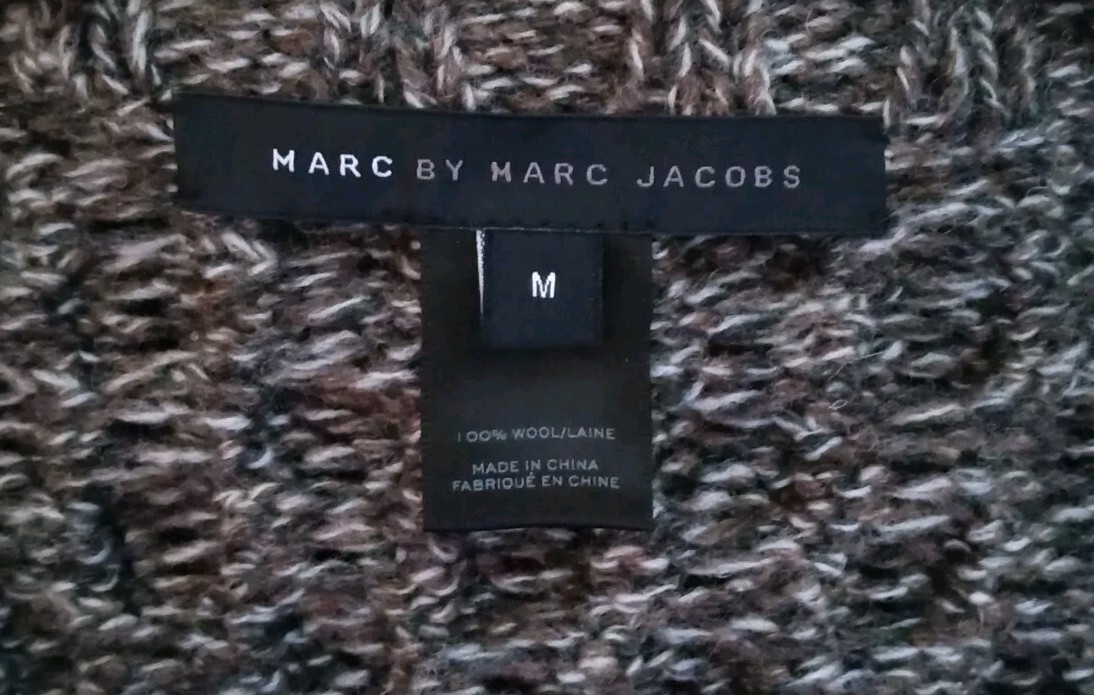 MARC BY MARC JACOBS
M
100% WOOL/LAINE
MADE IN CHINA
FABRIQUÉ EN CHINE